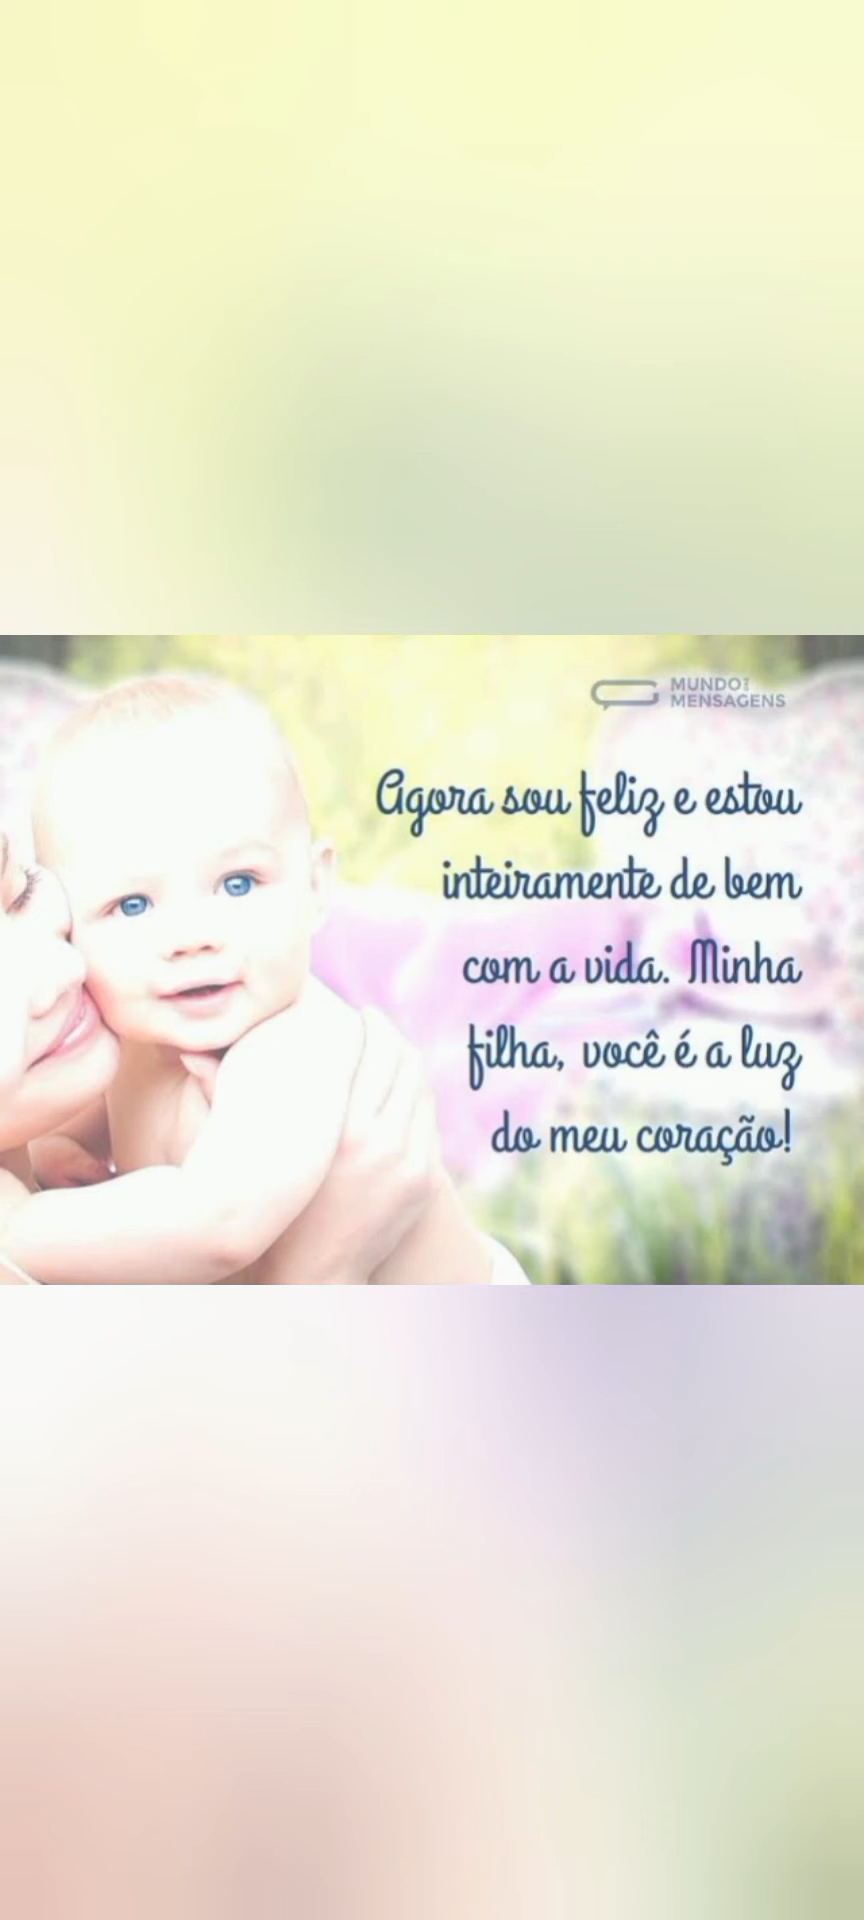 MUNDO DAS
MENSAGENS
Agora sou feliz e estou
inteiramente de bem
com a vida. Minha
filha, você é a luz
do meu coração!